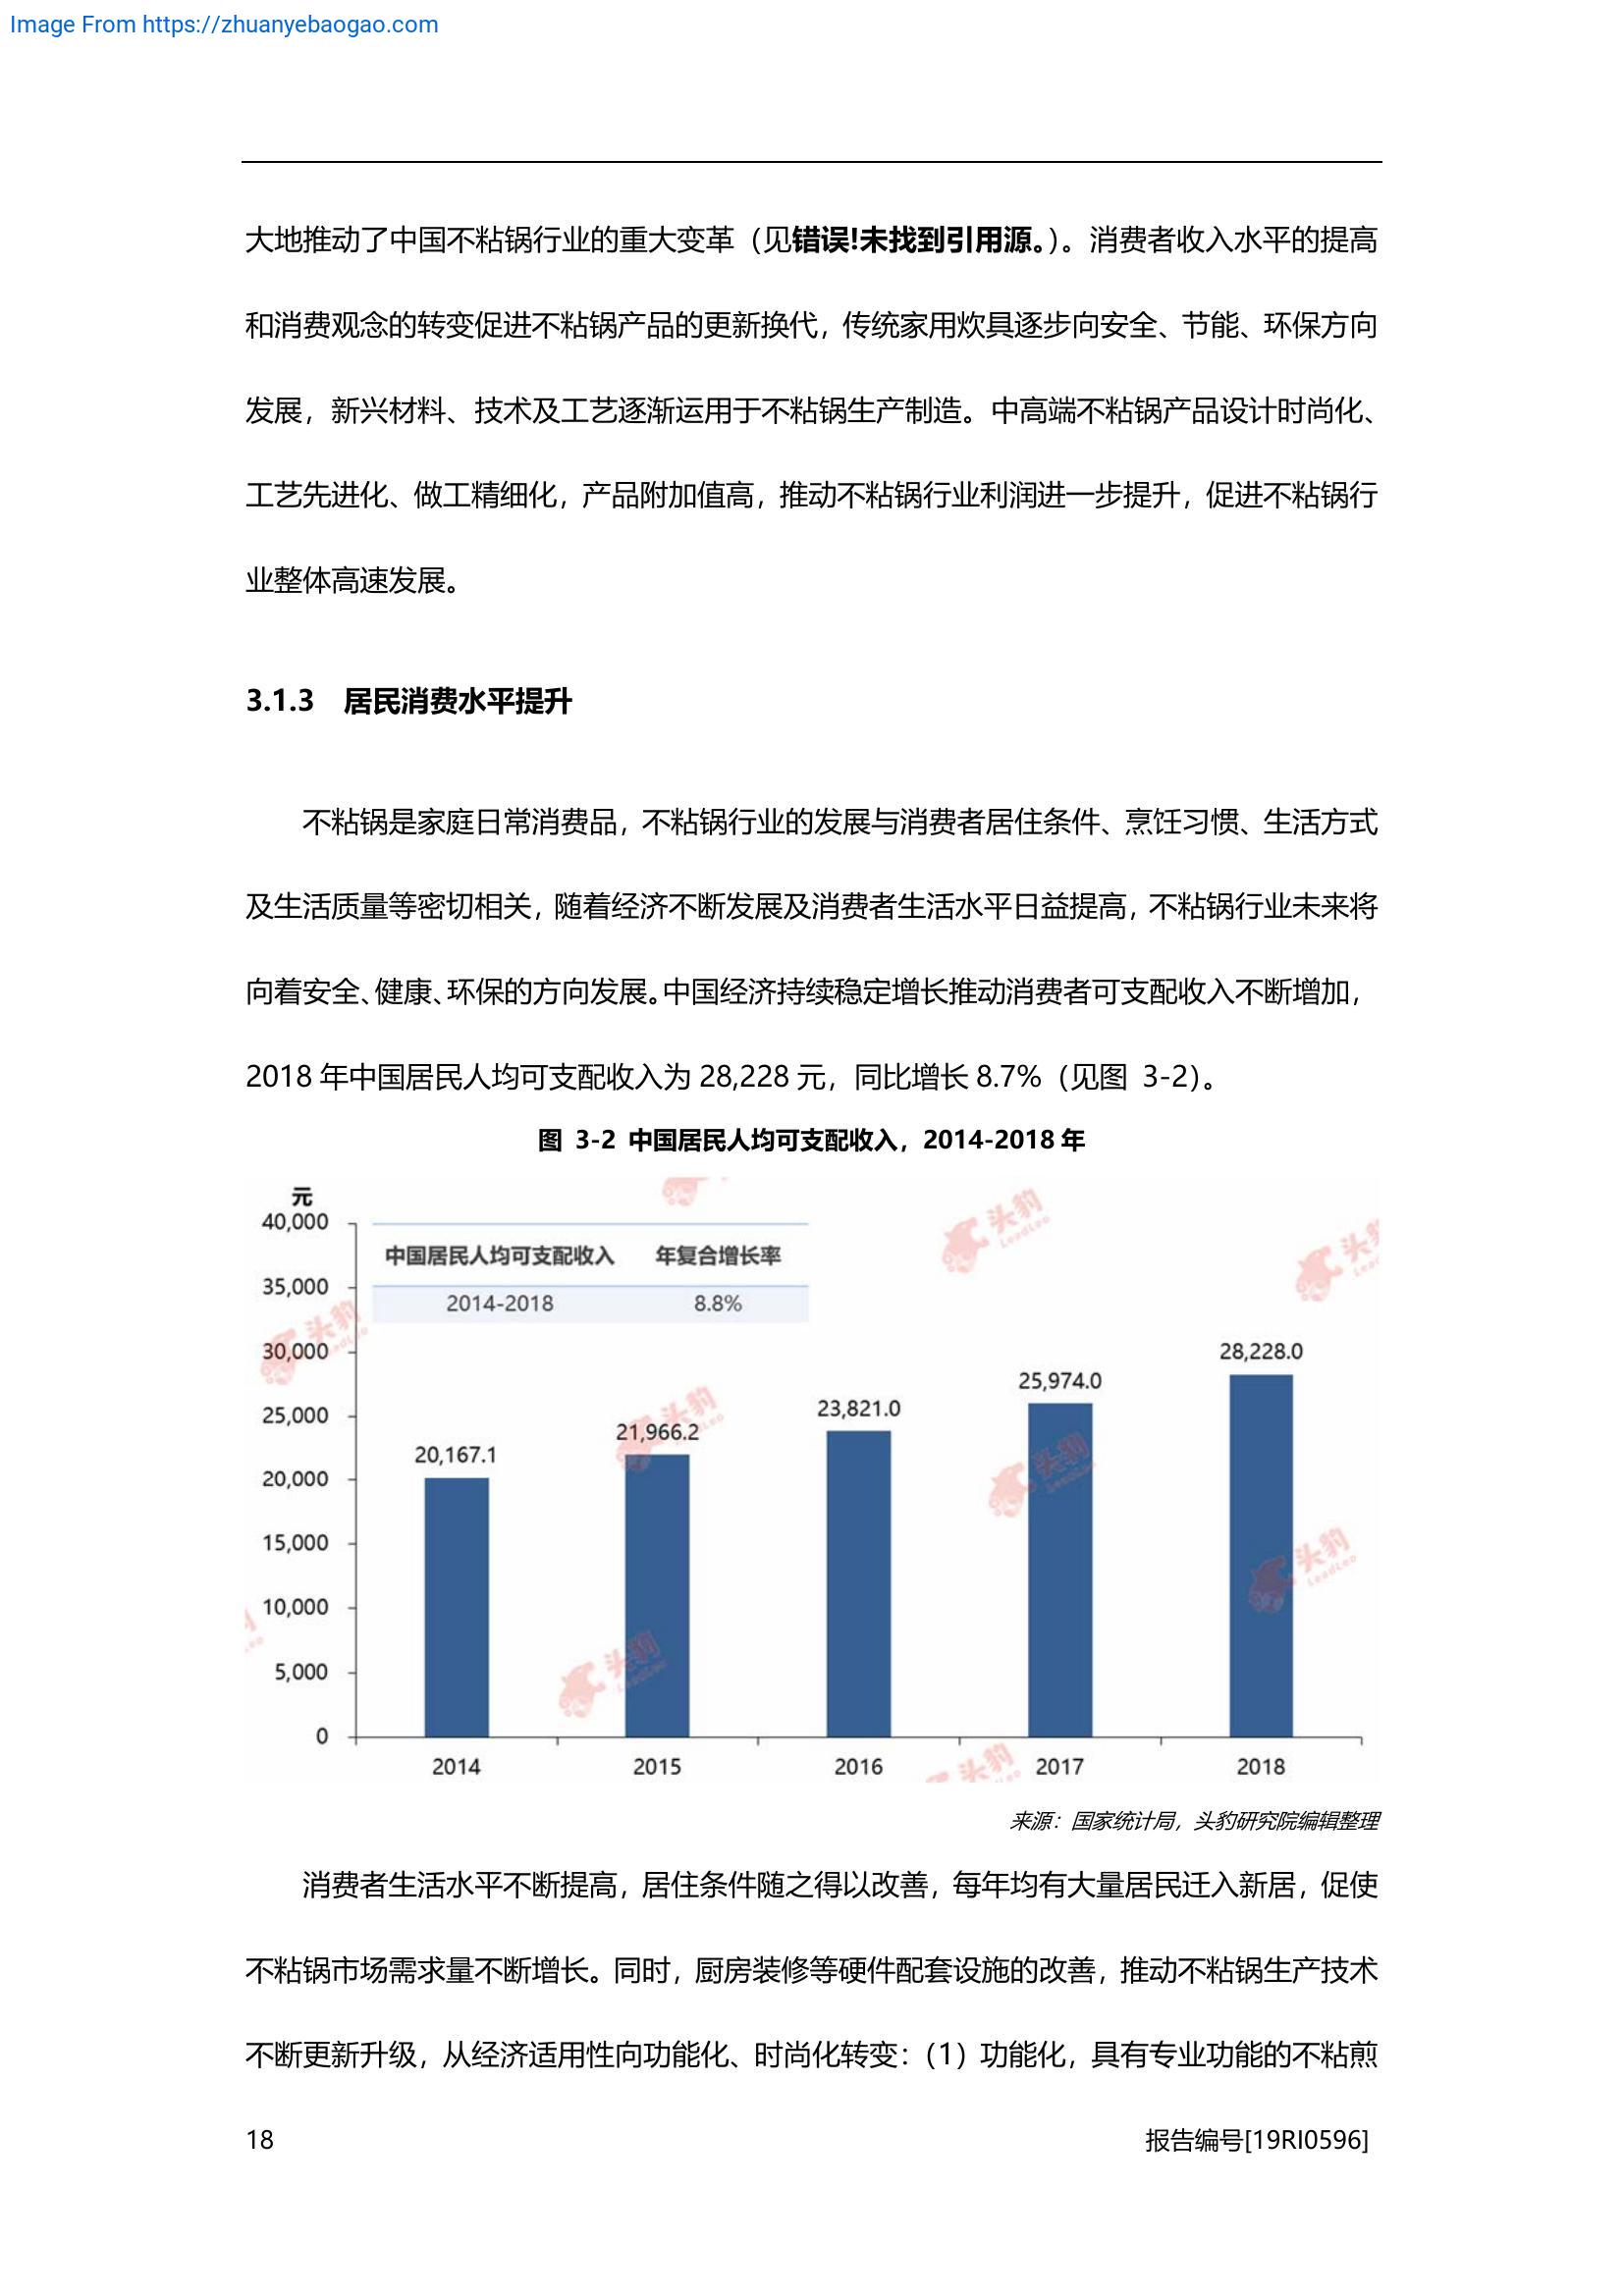 Image From https://zhuanyebaogao.com
大地推动了中国不粘锅行业的重大变革（见错误!未找到引用源。）。消费者收入水平的提高
和消费观念的转变促进不粘锅产品的更新换代，传统家用炊具逐步向安全、节能、环保方向
发展，新兴材料、技术及工艺逐渐运用于不粘锅生产制造。中高端不粘锅产品设计时尚化、
工艺先进化、做工精细化，产品附加值高，推动不粘锅行业利润进一步提升，促进不粘锅行
业整体高速发展。
3.1.3 居民消费水平提升
不粘锅是家庭日常消费品，不粘锅行业的发展与消费者居住条件、烹饪习惯、生活方式
及生活质量等密切相关，随着经济不断发展及消费者生活水平日益提高，不粘锅行业未来将
向着安全、健康、环保的方向发展。中国经济持续稳定增长推动消费者可支配收入不断增加，
2018 年中国居民人均可支配收入为 28,228 元，同比增长 8.7%（见图 3-2）。
图 3-2 中国居民人均可支配收入，2014-2018 年
元
40,000
35,000
30,000
25,000
20,000
15,000
10,000
5,000
0
中国居民人均可支配收入 年复合增长率
2014-2018 8.8%
20,167.1
21,966.2
23,821.0
25,974.0
28,228.0
2014 2015 2016 2017 2018
头豹 LeadLeo
来源：国家统计局，头豹研究院编辑整理
消费者生活水平不断提高，居住条件随之得以改善，每年均有大量居民迁入新居，促使
不粘锅市场需求量不断增长。同时，厨房装修等硬件配套设施的改善，推动不粘锅生产技术
不断更新升级，从经济适用性向功能化、时尚化转变：（1）功能化，具有专业功能的不粘煎
18 报告编号[19RI0596]